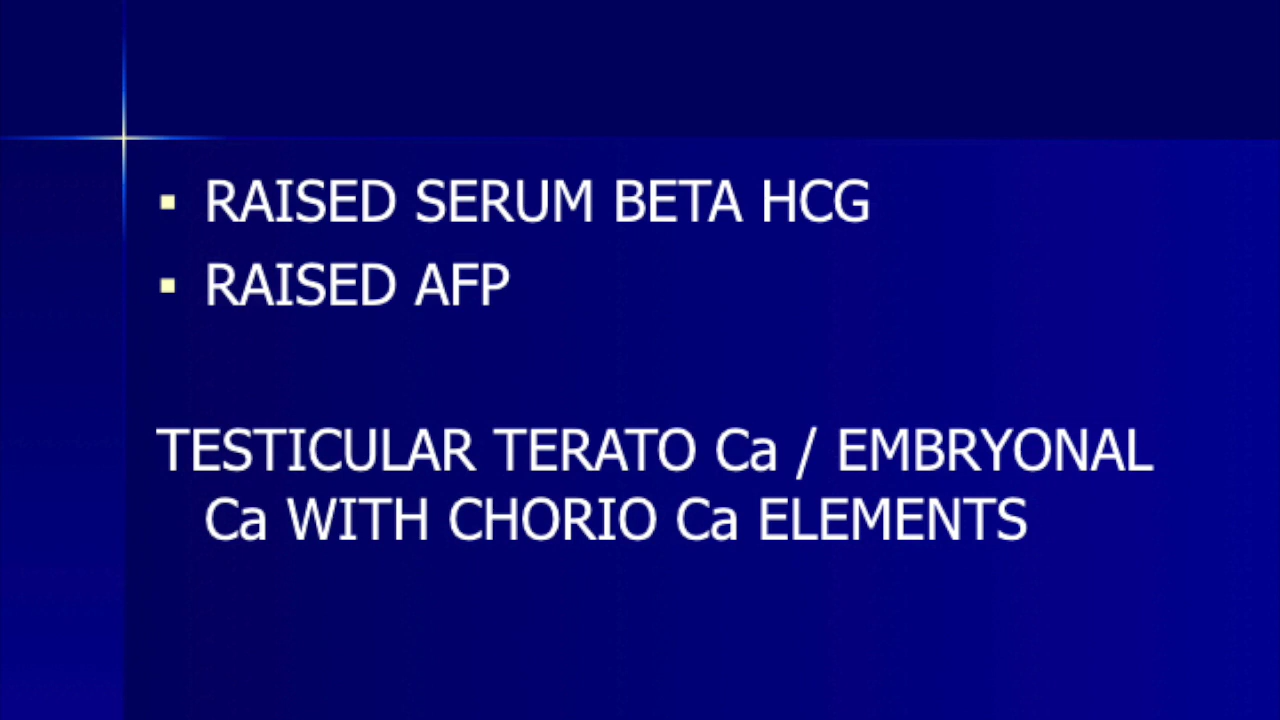 ▪ RAISED SERUM BETA HCG
▪ RAISED AFP
TESTICULAR TERATO Ca / EMBRYONAL
Ca WITH CHORIO Ca ELEMENTS